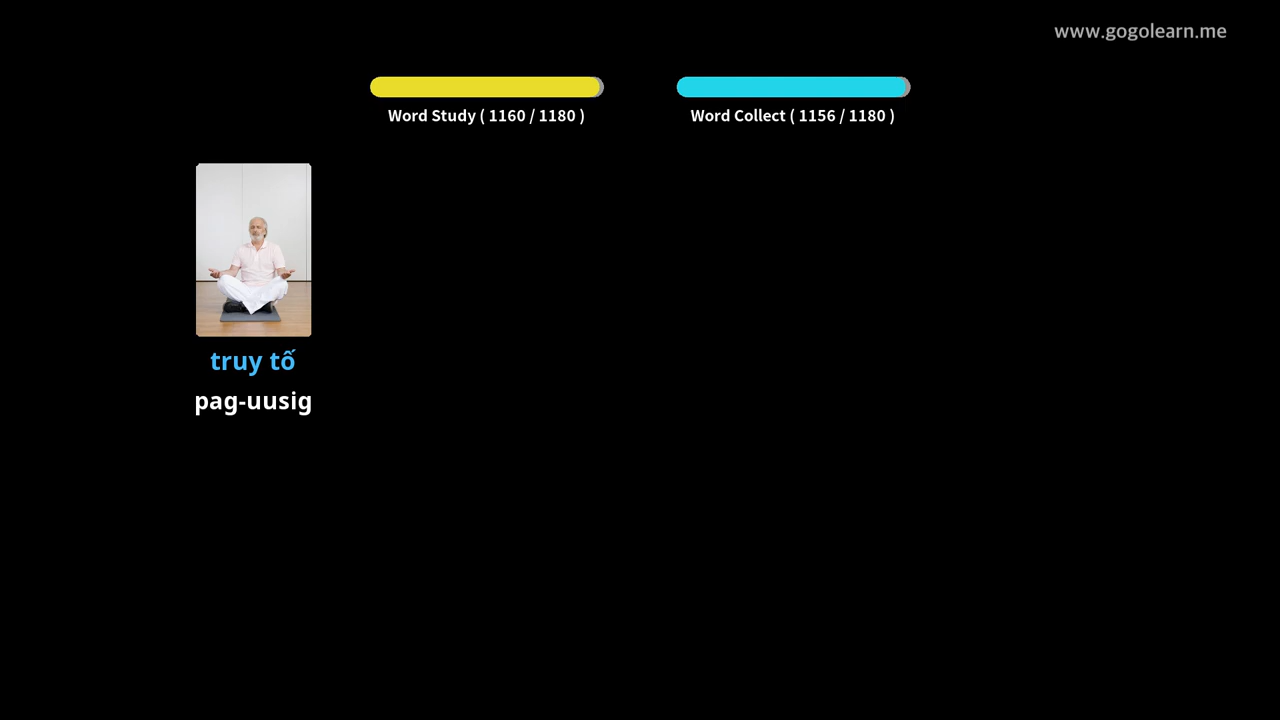 www.gogolearn.me
Word Study ( 1160 / 1180 )
Word Collect ( 1156 / 1180 )
truy tố
pag-uusig